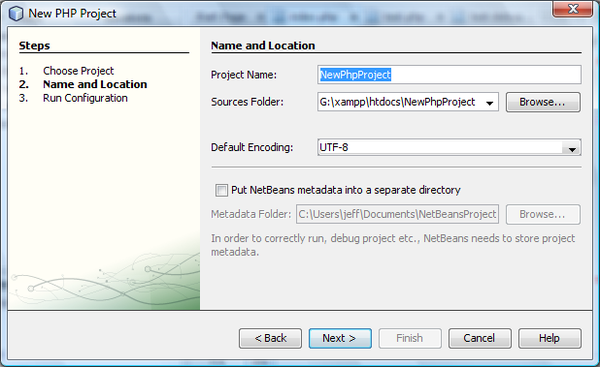 New PHP Project
Steps
1. Choose Project
2. Name and Location
3. Run Configuration
Name and Location
Project Name: NewPhpProject
Sources Folder: G:\xampp\htdocs\NewPhpProject Browse...
Default Encoding: UTF-8
Put NetBeans metadata into a separate directory
Metadata Folder: C:\Users\jeff\Documents\NetBeansProject Browse...
In order to correctly run, debug project etc., NetBeans needs to store project
metadata.
< Back Next > Finish Cancel Help